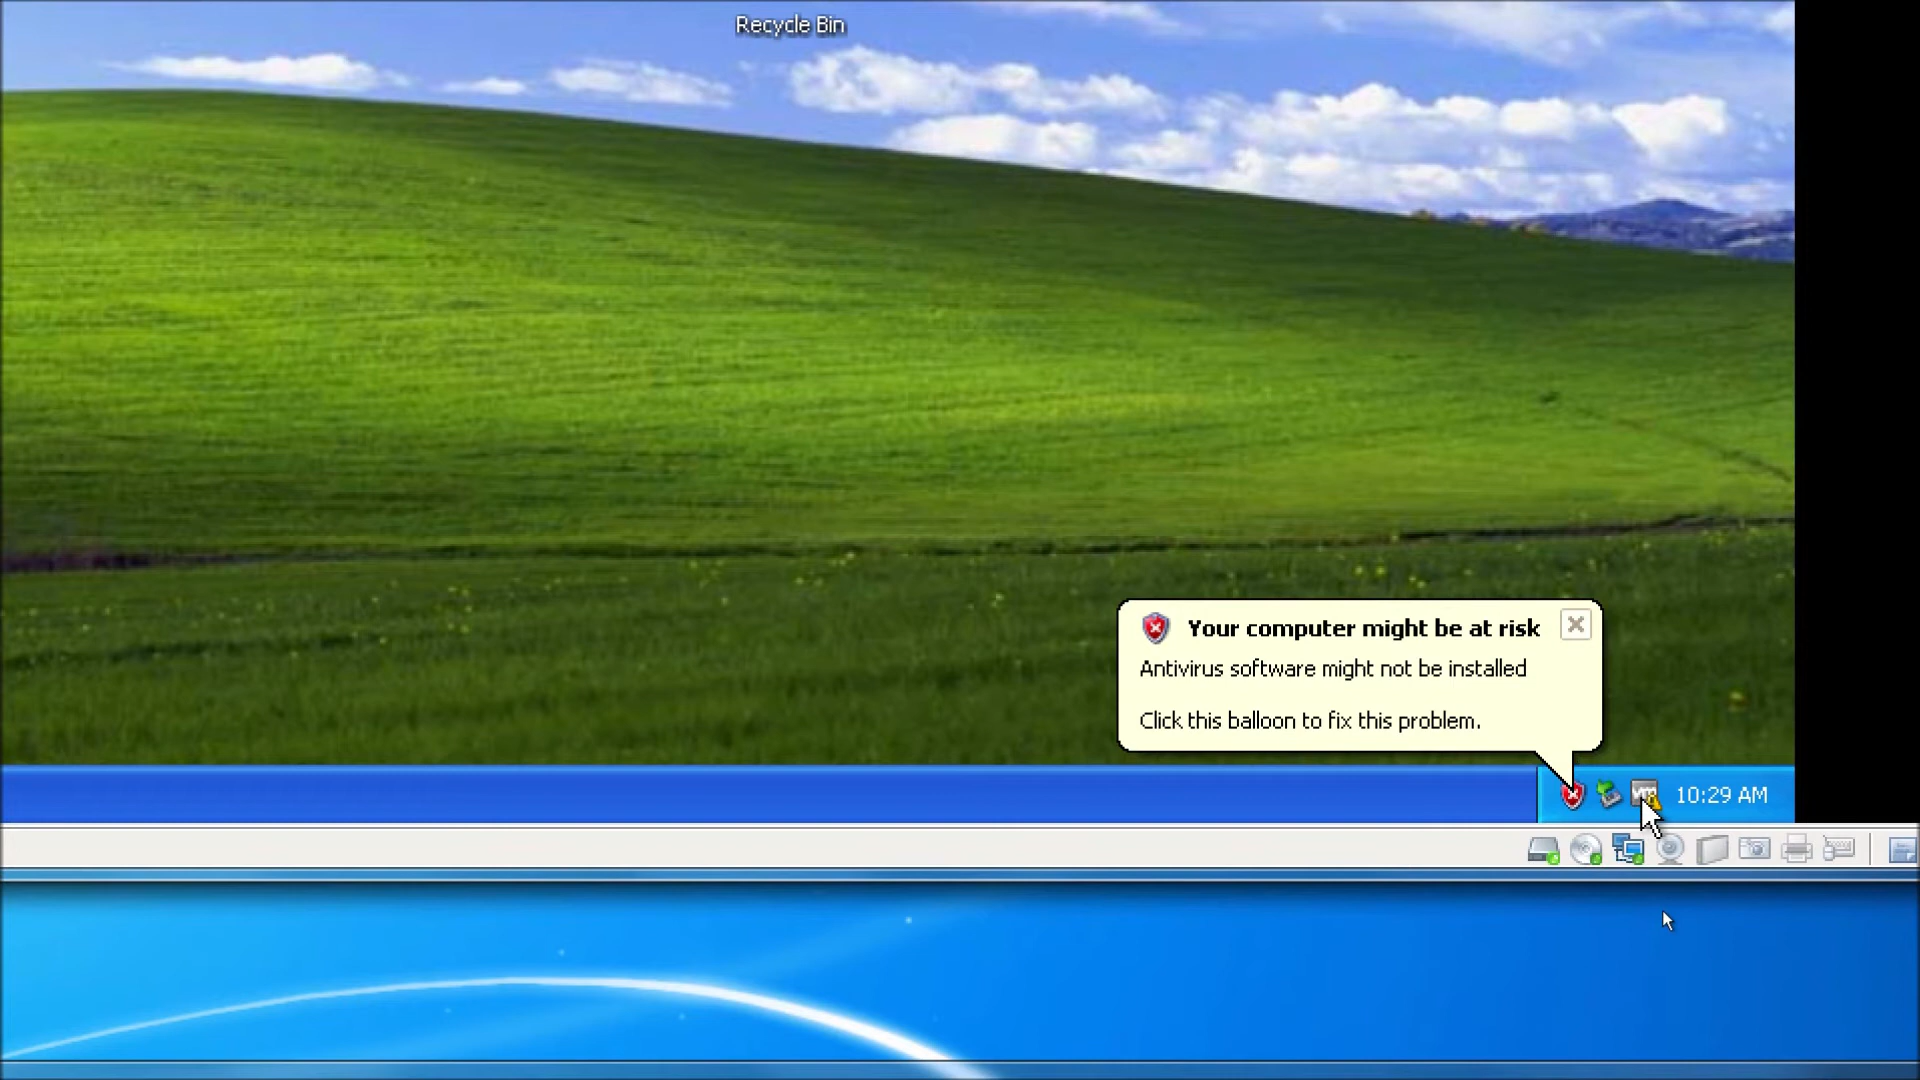 Recycle Bin
Your computer might be at risk
Antivirus software might not be installed
Click this balloon to fix this problem.
10:29 AM